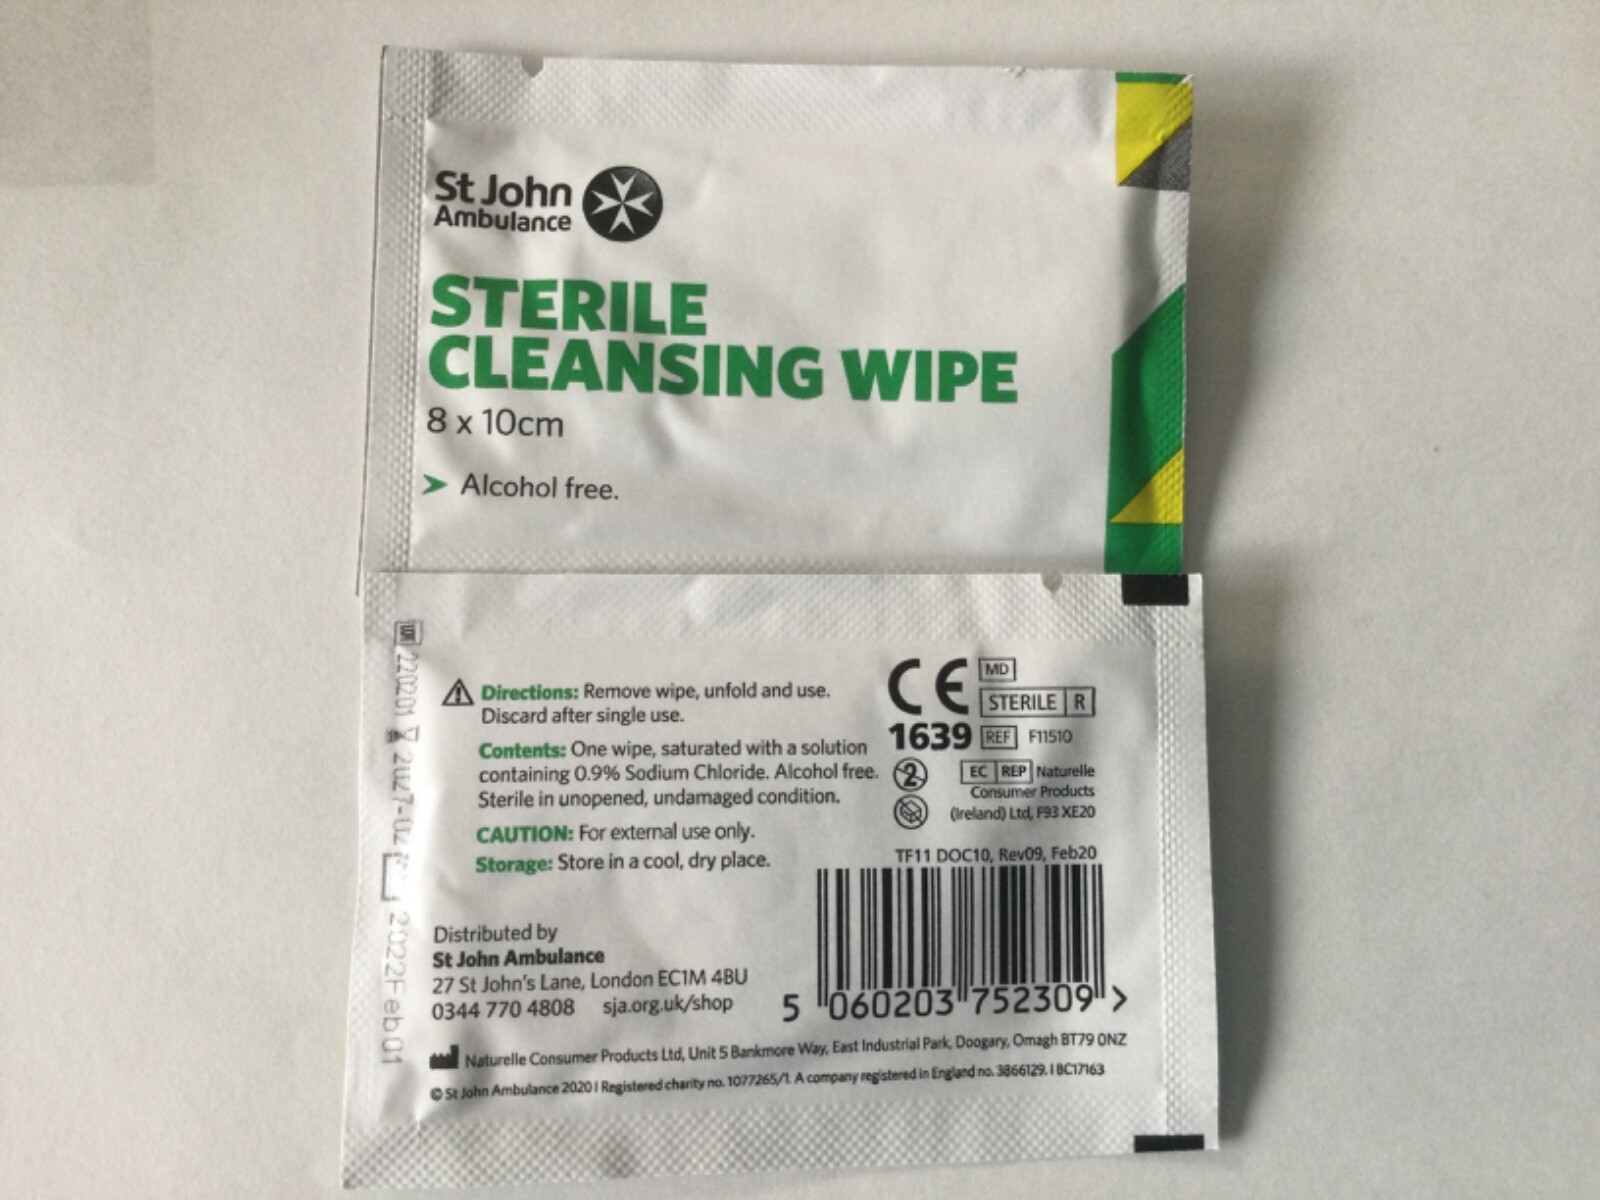 St John
Ambulance
STERILE
CLEANSING WIPE
8 x 10cm
➤ Alcohol free.
LOT 220201 2027-02 2022Feb01
Directions: Remove wipe, unfold and use.
Discard after single use.
Contents: One wipe, saturated with a solution
containing 0.9% Sodium Chloride. Alcohol free.
Sterile in unopened, undamaged condition.
CAUTION: For external use only.
Storage: Store in a cool, dry place.
CE MD
STERILE R
1639 REF F11510
2
EC REP Naturelle
Consumer Products
(Ireland) Ltd, F93 XE20
TF11 DOC10, Rev09, Feb20
Distributed by
St John Ambulance
27 St John's Lane, London EC1M 4BU
0344 770 4808 sja.org.uk/shop
5 060203 752309 >
Naturelle Consumer Products Ltd, Unit 5 Bankmore Way, East Industrial Park, Doogary, Omagh BT79 0NZ
© St John Ambulance 2020 I Registered charity no. 1077265/1. A company registered in England no. 3866129. I BC17163